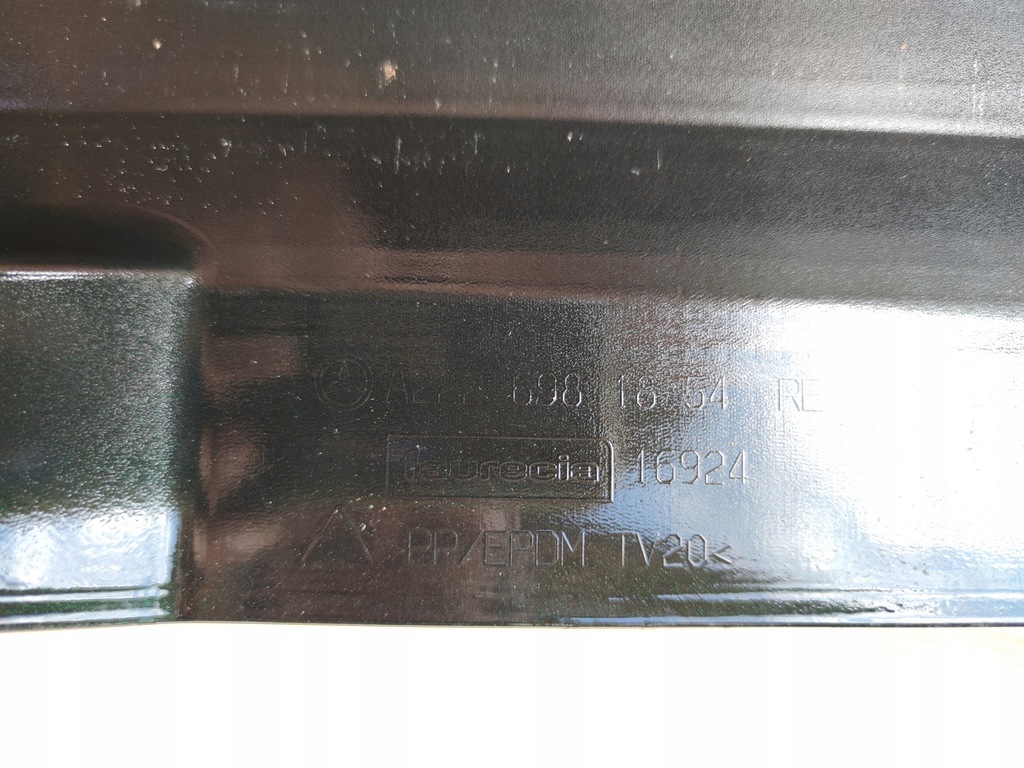 698 18 54 RE
faurecia 16924
PP/EPDM TV20<